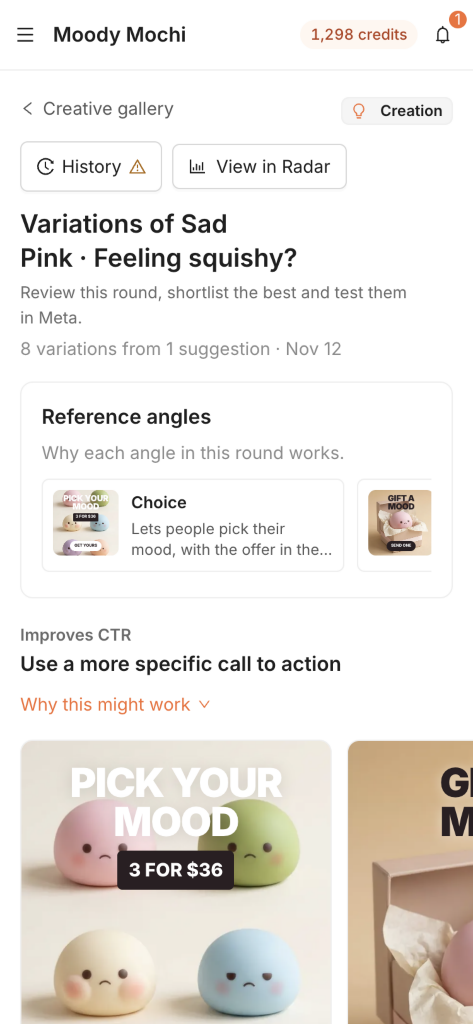 Moody Mochi
1,298 credits
1
Creative gallery
Creation
History
View in Radar
Variations of Sad
Pink · Feeling squishy?
Review this round, shortlist the best and test them
in Meta.
8 variations from 1 suggestion · Nov 12
Reference angles
Why each angle in this round works.
PICK YOUR
MOOD
3 FOR $36
GET YOURS
Choice
Lets people pick their
mood, with the offer in the...
GIFT A
MOOD
SEND ONE
Improves CTR
Use a more specific call to action
Why this might work
PICK YOUR
MOOD
3 FOR $36